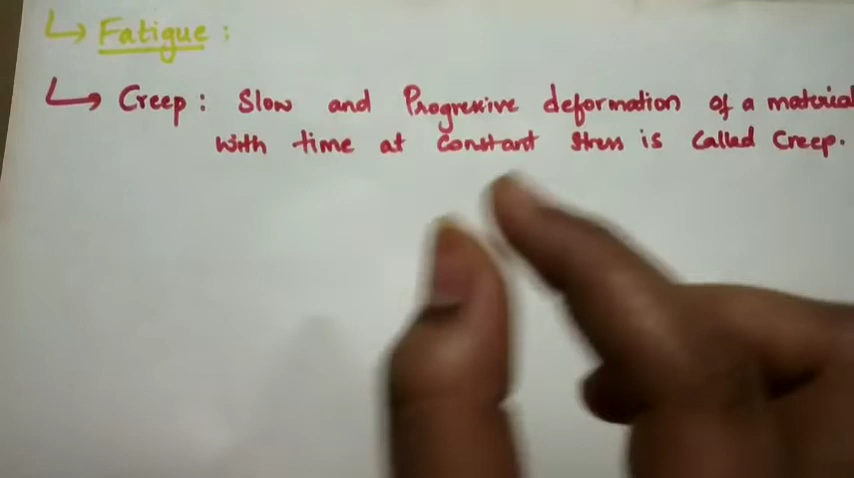 Fatigue :
Creep : Slow and Progressive deformation of a material
with time at constant stress is called Creep.